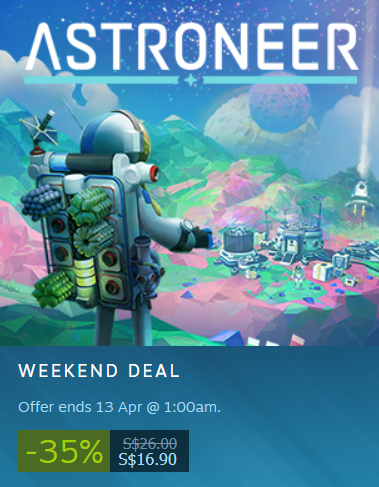 ASTRONEER
WEEKEND DEAL
Offer ends 13 Apr @ 1:00am.
-35%
S$26.00
S$16.90